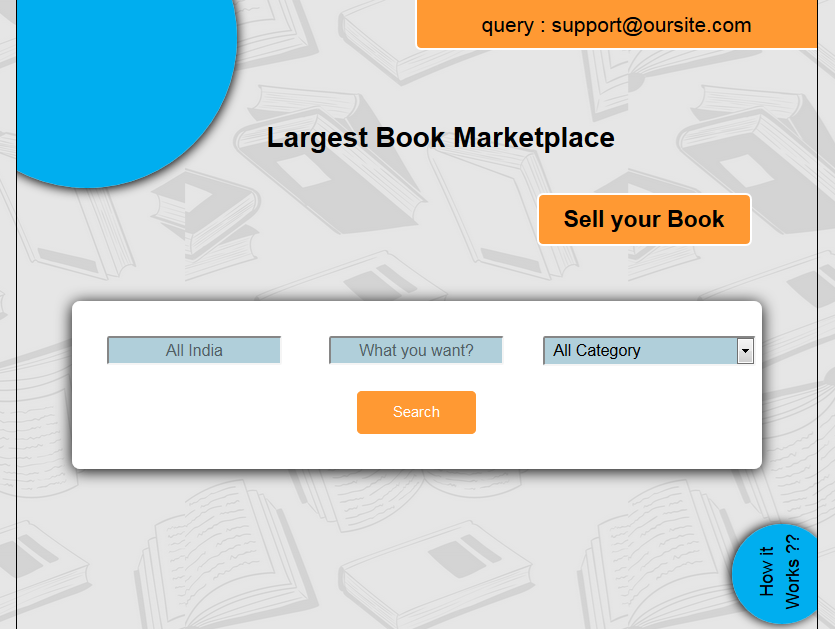 query : support@oursite.com
Largest Book Marketplace
Sell your Book
All India
What you want?
All Category
Search
How it
Works ??